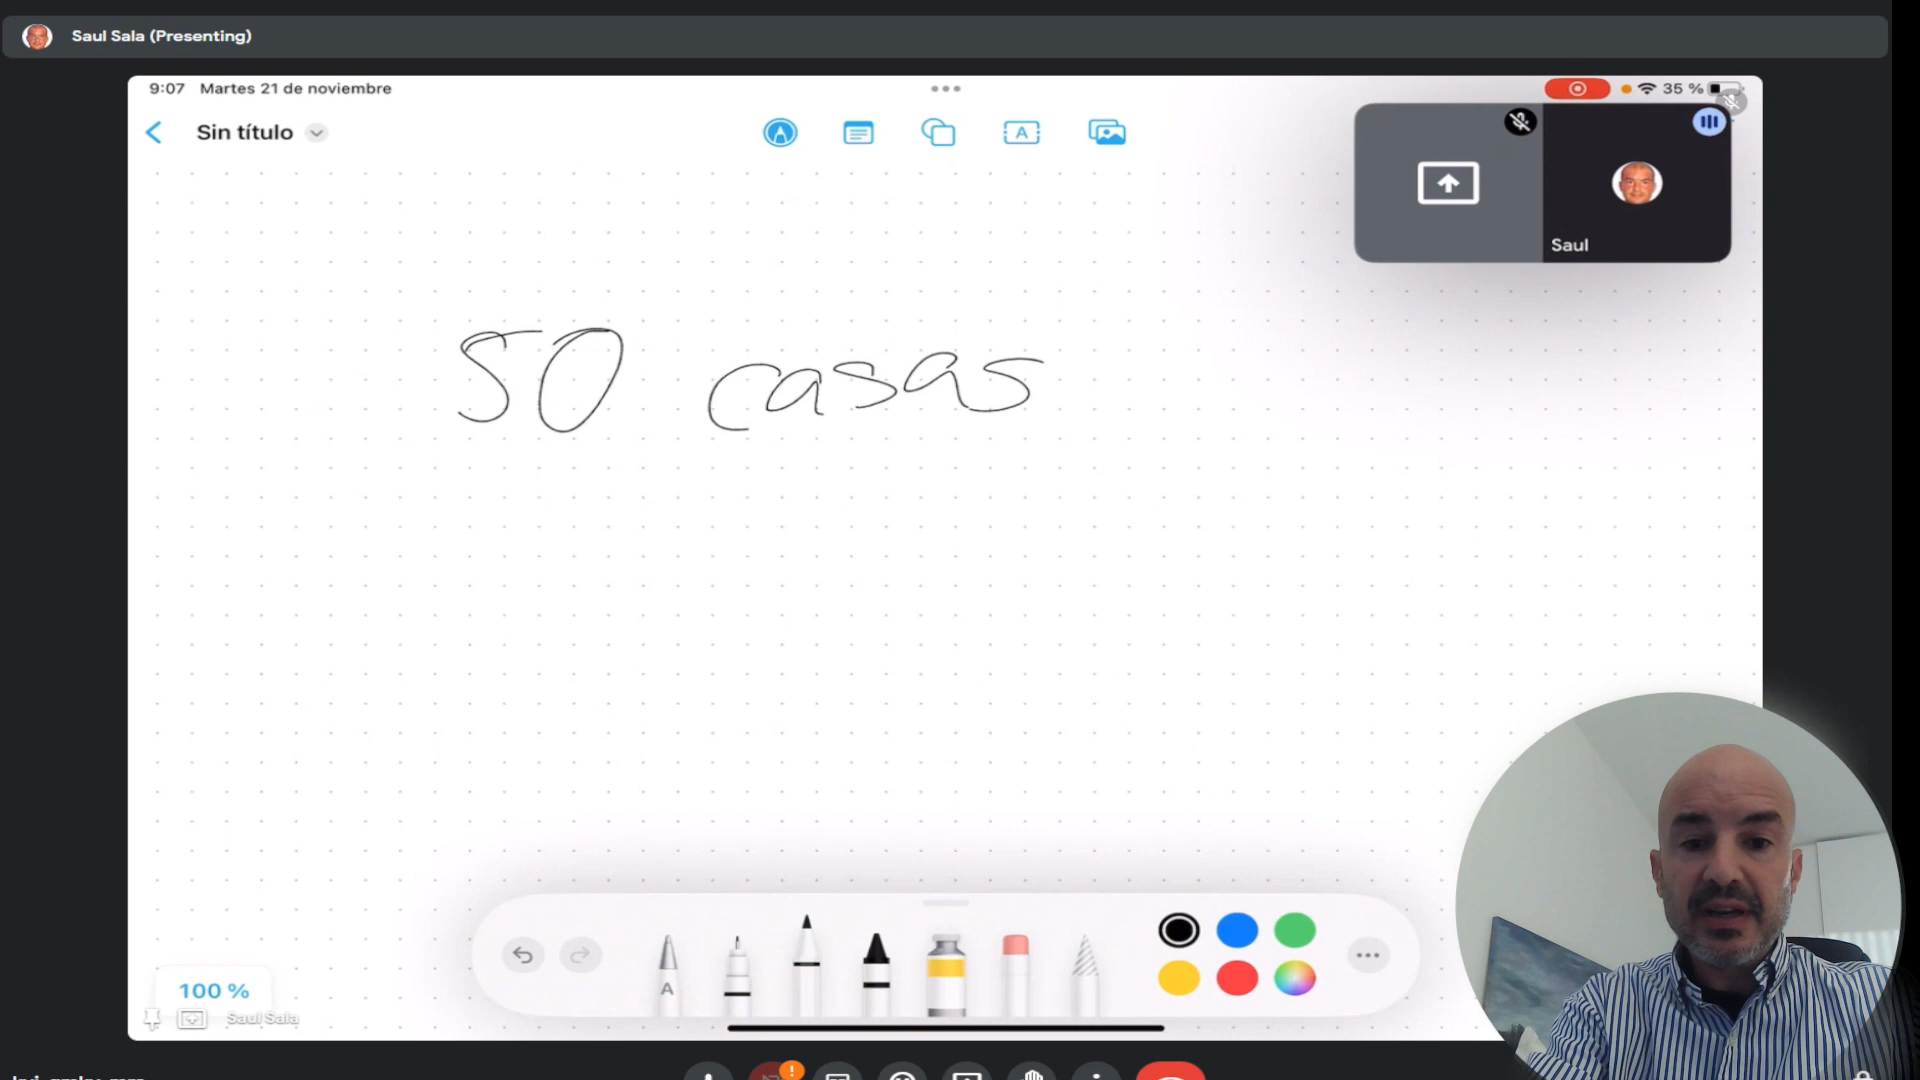 Saul Sala (Presenting)
9:07 Martes 21 de noviembre
35 %
Sin título
A
Saul
50 casas
A
100 %
Saul Sala
!